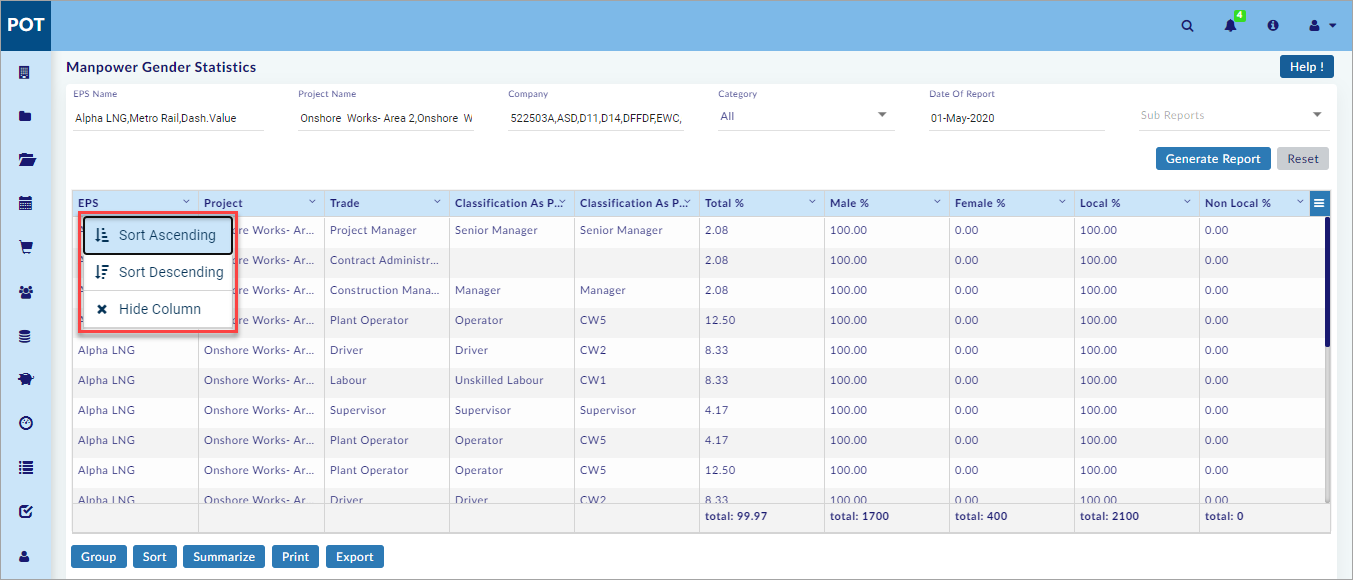 POT
4
Manpower Gender Statistics
Help !
EPS Name Project Name Company Category Date Of Report
Alpha LNG,Metro Rail,Dash.Value Onshore Works- Area 2,Onshore W 522503A,ASD,D11,D14,DFFDF,EWC, All 01-May-2020 Sub Reports
Generate Report Reset
EPS Project Trade Classification As P... Classification As P... Total % Male % Female % Local % Non Local %
Sort Ascending
Sort Descending
Hide Column
re Works- Ar... Project Manager Senior Manager Senior Manager 2.08 100.00 0.00 100.00 0.00
re Works- Ar... Contract Administr... 2.08 100.00 0.00 100.00 0.00
re Works- Ar... Construction Mana... Manager Manager 2.08 100.00 0.00 100.00 0.00
re Works- Ar... Plant Operator Operator CW5 12.50 100.00 0.00 100.00 0.00
Alpha LNG Onshore Works- Ar... Driver Driver CW2 8.33 100.00 0.00 100.00 0.00
Alpha LNG Onshore Works- Ar... Labour Unskilled Labour CW1 8.33 100.00 0.00 100.00 0.00
Alpha LNG Onshore Works- Ar... Supervisor Supervisor Supervisor 4.17 100.00 0.00 100.00 0.00
Alpha LNG Onshore Works- Ar... Plant Operator Operator CW5 4.17 100.00 0.00 100.00 0.00
Alpha LNG Onshore Works- Ar... Plant Operator Operator CW5 12.50 100.00 0.00 100.00 0.00
Alpha LNG Onshore Works- Ar... Driver Driver CW2 8.33 100.00 0.00 100.00 0.00
total: 99.97 total: 1700 total: 400 total: 2100 total: 0
Group Sort Summarize Print Export